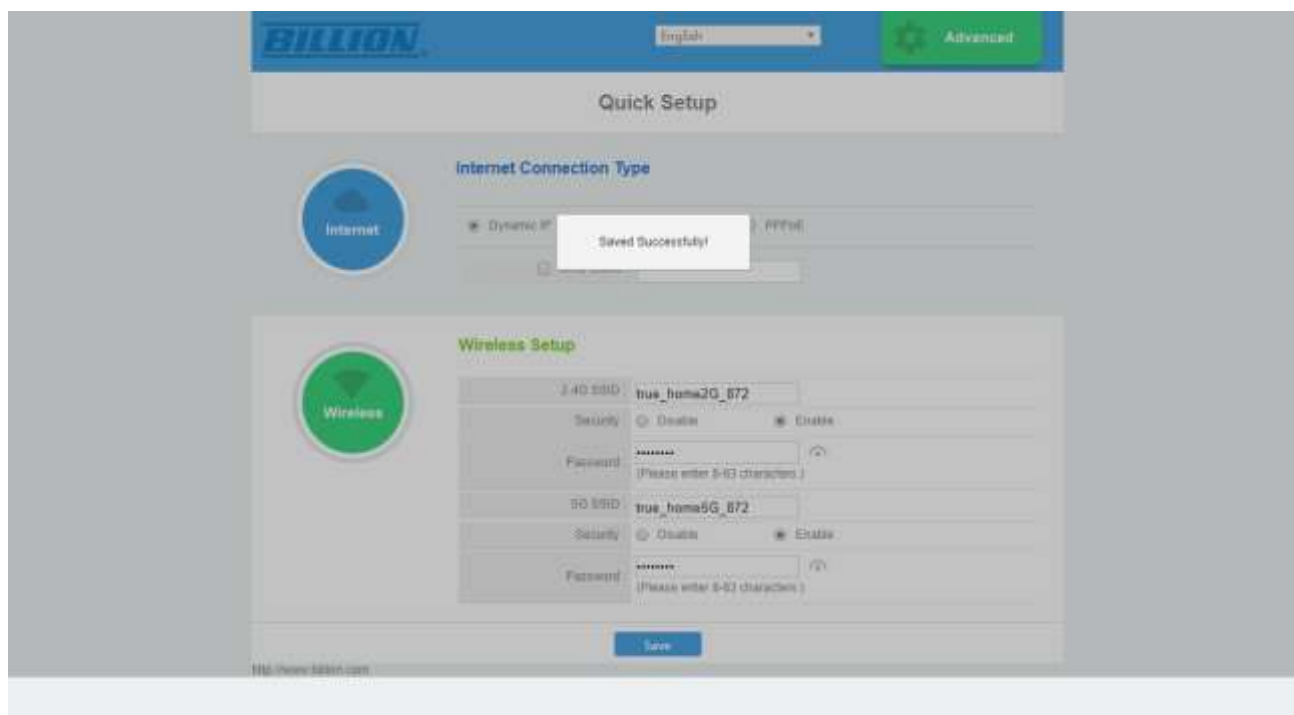 BILLION
English
Advanced
Quick Setup
Internet
Internet Connection Type
Dynamic IP
PPPoE
Saved Successfully!
Wireless
Wireless Setup
2.4G SSID true_home2G_872
Security Disable Enable
Password ••••••••
(Please enter 8-63 characters.)
5G SSID true_home5G_872
Security Disable Enable
Password ••••••••
(Please enter 8-63 characters.)
Save
http://www.billion.com